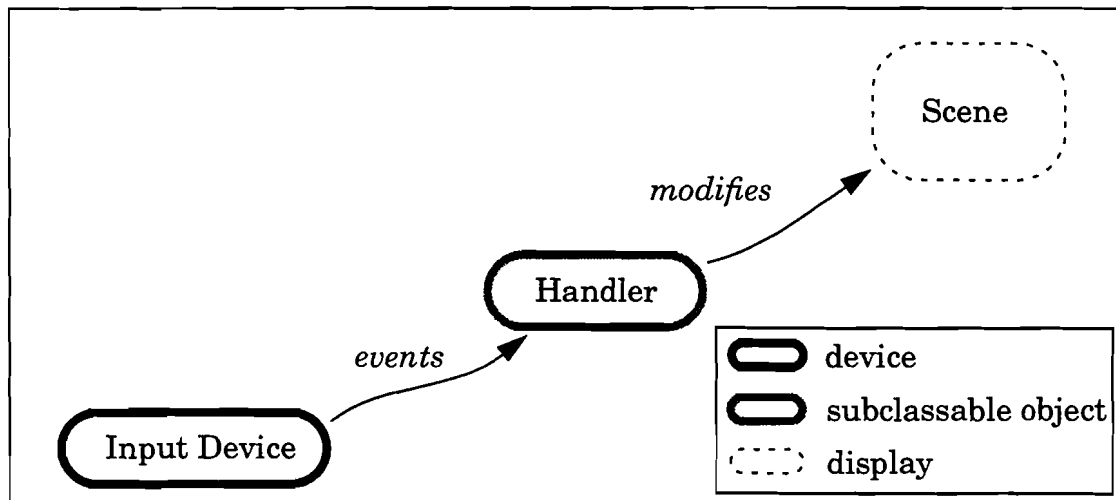 Scene
modifies
Handler
events
Input Device
device
subclassable object
display